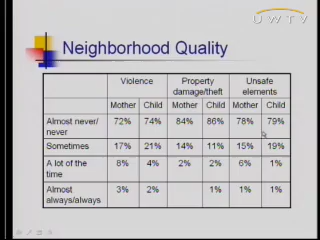 UWTV
Neighborhood Quality
Violence Property damage/theft Unsafe elements
Mother Child Mother Child Mother Child
Almost never/never 72% 74% 84% 86% 78% 79%
Sometimes 17% 21% 14% 11% 15% 19%
A lot of the time 8% 4% 2% 2% 6% 1%
Almost always/always 3% 2% 1% 1% 1%